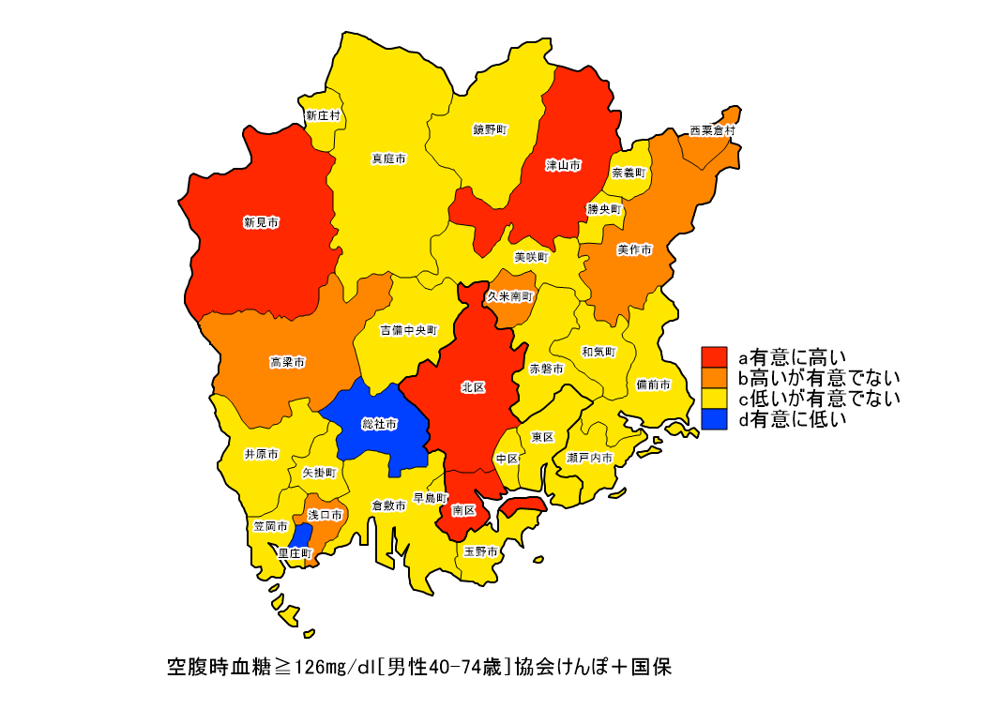 新庄村
鏡野町
西粟倉村
真庭市
津山市
奈義町
勝央町
新見市
美作市
美咲町
久米南町
吉備中央町
高梁市
和気町
赤磐市
備前市
北区
総社市
東区
井原市
中区
瀬戸内市
矢掛町
早島町
倉敷市
南区
浅口市
笠岡市
里庄町
玉野市
a有意に高い
b高いが有意でない
c低いが有意でない
d有意に低い
空腹時血糖≧126mg/dl[男性40-74歳]協会けんぽ＋国保